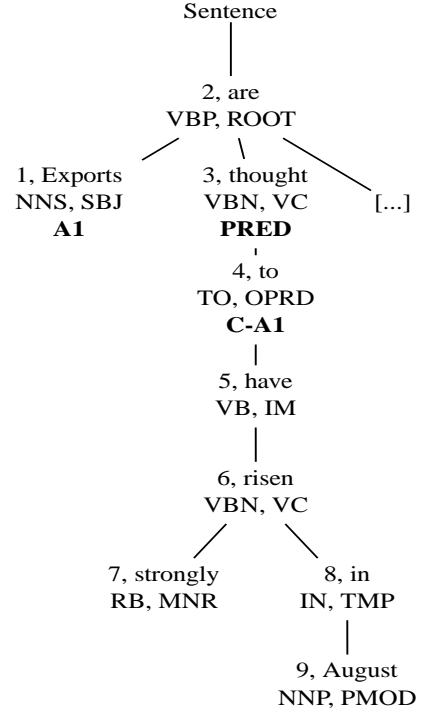 Sentence
2, are
VBP, ROOT
1, Exports
NNS, SBJ
A1
3, thought
VBN, VC
PRED
[...]
4, to
TO, OPRD
C-A1
5, have
VB, IM
6, risen
VBN, VC
7, strongly
RB, MNR
8, in
IN, TMP
9, August
NNP, PMOD